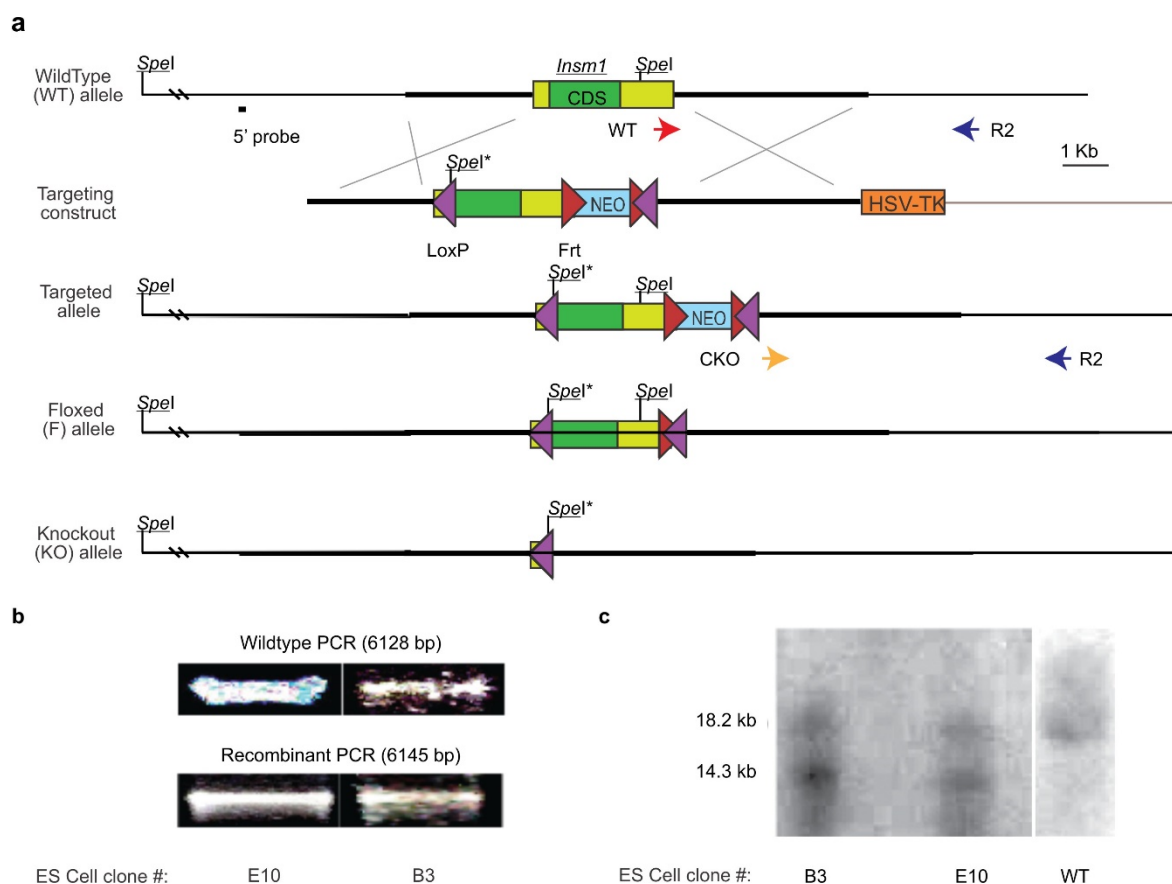 a
WildType
(WT) allele
SpeI
Insm1
SpeI
CDS
5' probe
WT
R2
1 Kb
Targeting
construct
SpeI*
NEO
HSV-TK
LoxP
Frt
Targeted
allele
SpeI
SpeI*
SpeI
NEO
CKO
R2
Floxed
(F) allele
SpeI
SpeI*
SpeI
Knockout
(KO) allele
SpeI
SpeI*
b
Wildtype PCR (6128 bp)
Recombinant PCR (6145 bp)
ES Cell clone #:
E10
B3
c
18.2 kb
14.3 kb
ES Cell clone #:
B3
E10
WT